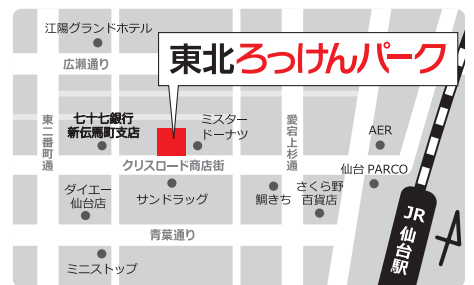 江陽グランドホテル
広瀬通り
東北ろっけんパーク
東二番町通
七十七銀行
新伝馬町支店
ミスター
ドーナツ
愛宕上杉通
AER
クリスロード商店街
仙台 PARCO
ダイエー
仙台店
サンドラッグ
鯛きち
さくら野
百貨店
JR
仙台駅
青葉通り
ミニストップ